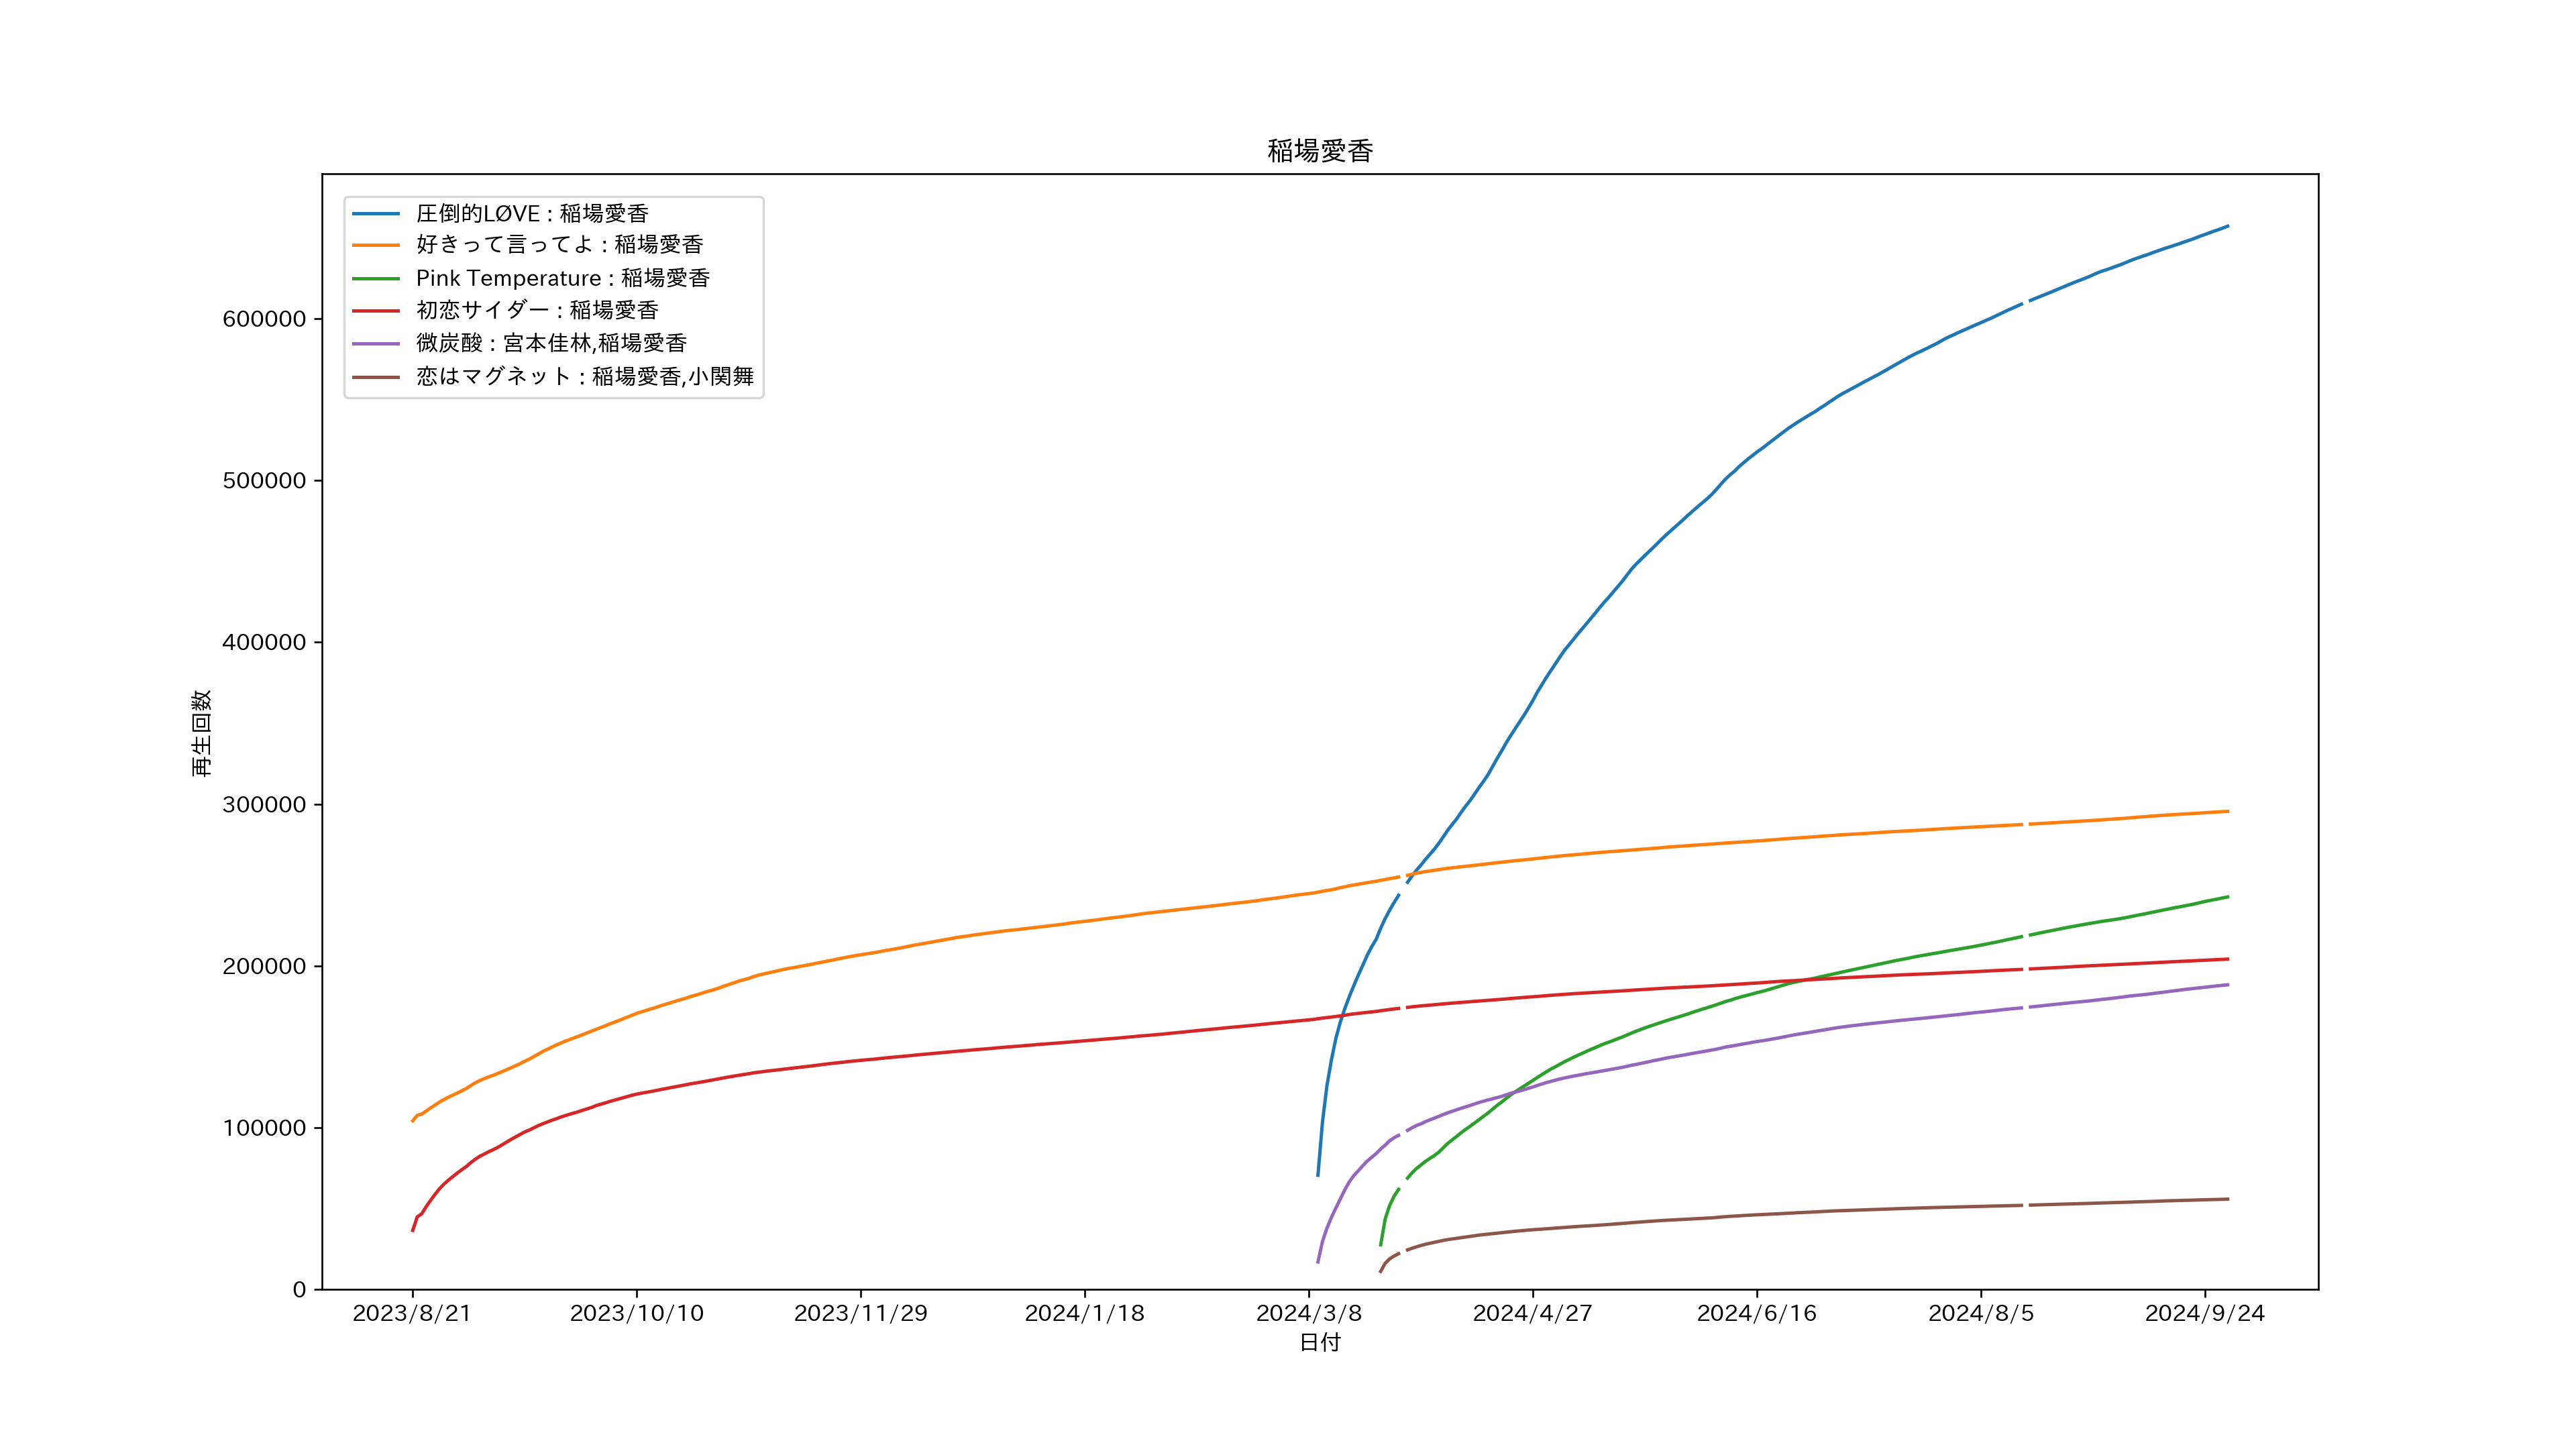 稲場愛香
圧倒的LØVE : 稲場愛香
好きって言ってよ : 稲場愛香
Pink Temperature : 稲場愛香
初恋サイダー : 稲場愛香
微炭酸 : 宮本佳林,稲場愛香
恋はマグネット : 稲場愛香,小関舞
600000
500000
400000
300000
200000
100000
0
再生回数
2023/8/21 2023/10/10 2023/11/29 2024/1/18 2024/3/8 2024/4/27 2024/6/16 2024/8/5 2024/9/24
日付